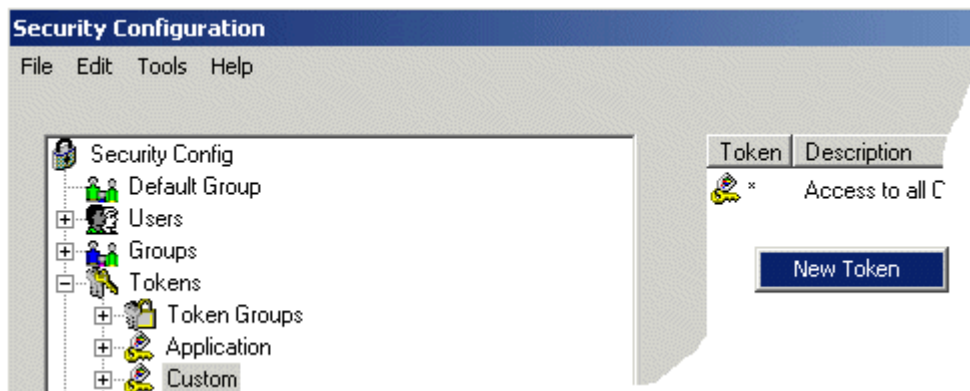 Security Configuration
File Edit Tools Help
Security Config
Default Group
Users
Groups
Tokens
Token Groups
Application
Custom
Token Description
* Access to all C
New Token